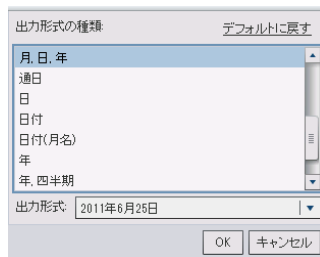 出力形式の種類:
デフォルトに戻す
月, 日, 年
通日
日
日付
日付(月名)
年
年, 四半期
出力形式: 2011年6月25日
OK キャンセル